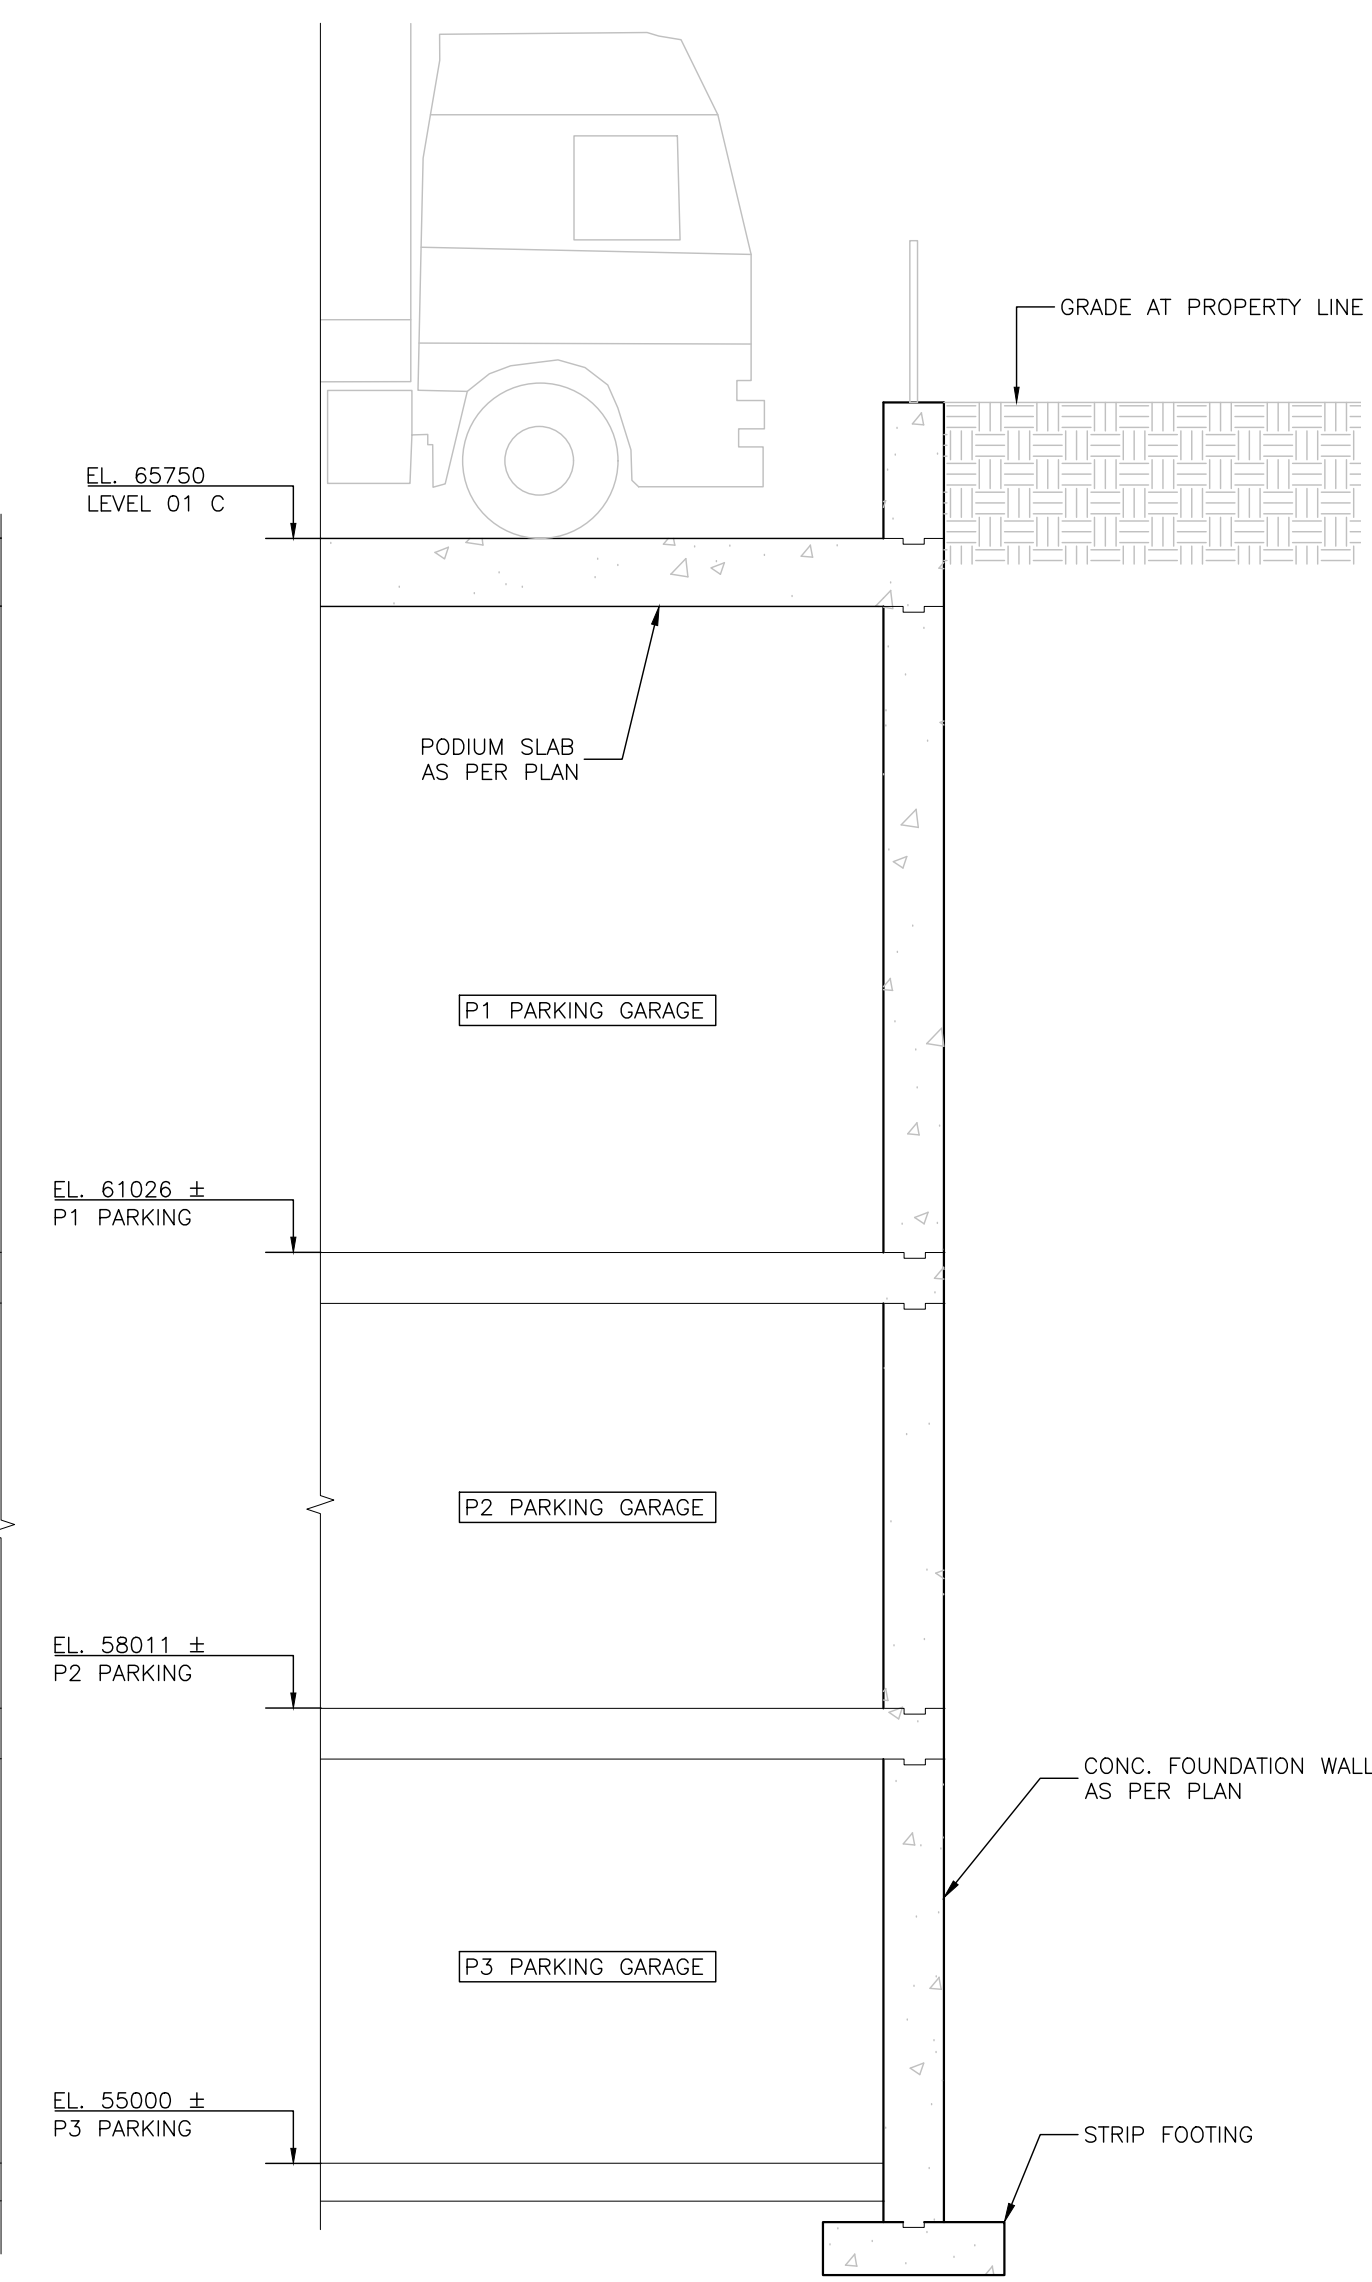 GRADE AT PROPERTY LINE
EL. 65750
LEVEL 01 C
PODIUM SLAB
AS PER PLAN
P1 PARKING GARAGE
EL. 61026 ±
P1 PARKING
P2 PARKING GARAGE
EL. 58011 ±
P2 PARKING
CONC. FOUNDATION WALL
AS PER PLAN
P3 PARKING GARAGE
EL. 55000 ±
P3 PARKING
STRIP FOOTING